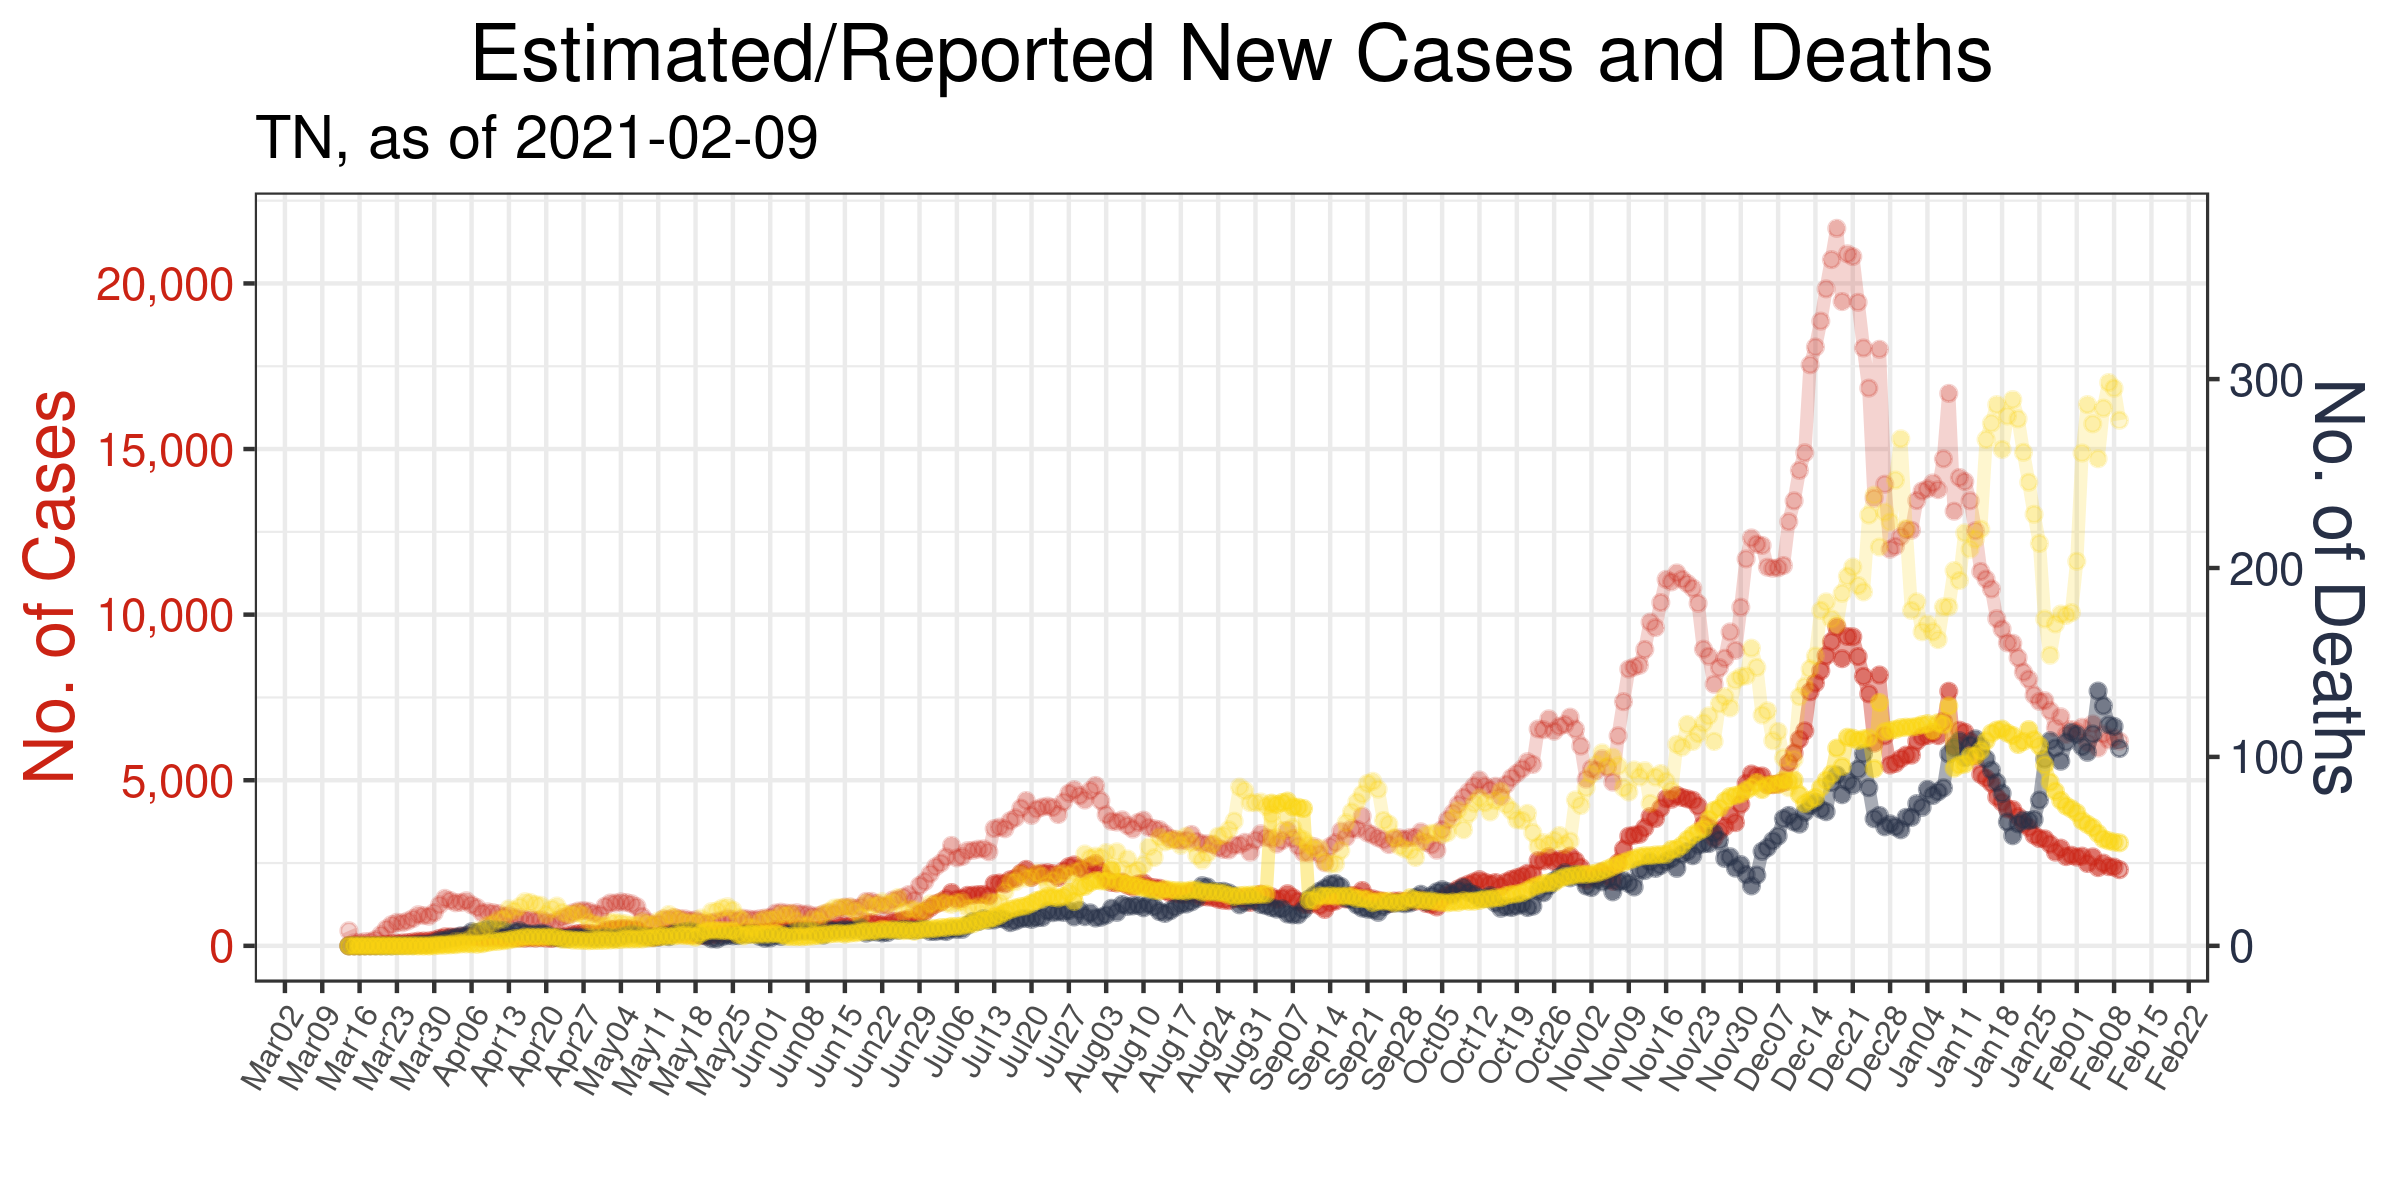 Estimated/Reported New Cases and Deaths
TN, as of 2021-02-09
No. of Cases
20,000
15,000
10,000
5,000
0
300
200
100
0
No. of Deaths
Mar02
Mar09
Mar16
Mar23
Mar30
Apr06
Apr13
Apr20
Apr27
May04
May11
May18
May25
Jun01
Jun08
Jun15
Jun22
Jun29
Jul06
Jul13
Jul20
Jul27
Aug03
Aug10
Aug17
Aug24
Aug31
Sep07
Sep14
Sep21
Sep28
Oct05
Oct12
Oct19
Oct26
Nov02
Nov09
Nov16
Nov23
Nov30
Dec07
Dec14
Dec21
Dec28
Jan04
Jan11
Jan18
Jan25
Feb01
Feb08
Feb15
Feb22